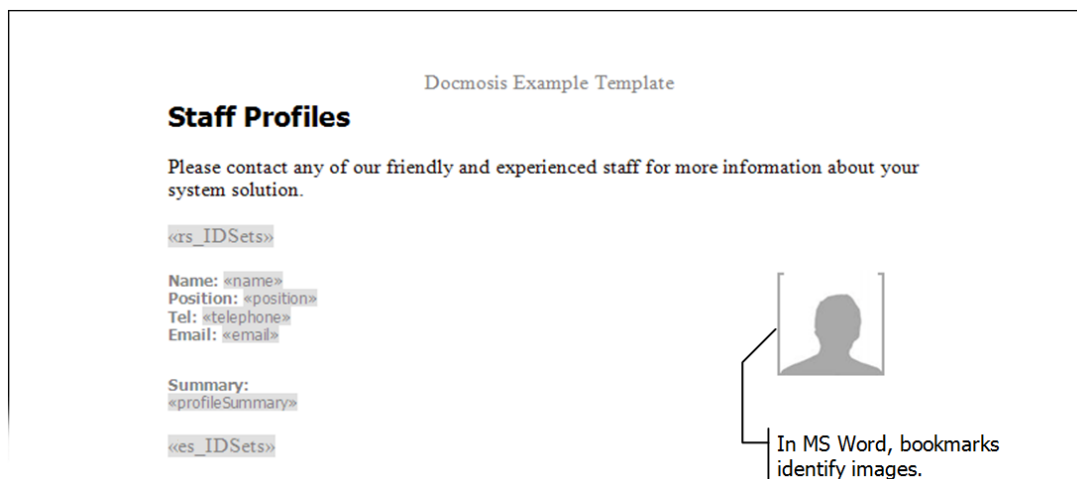 Docmosis Example Template
Staff Profiles
Please contact any of our friendly and experienced staff for more information about your
system solution.
«rs_IDSets»
Name: «name»
Position: «position»
Tel: «telephone»
Email: «email»
Summary:
«profileSummary»
«es_IDSets»
In MS Word, bookmarks
identify images.